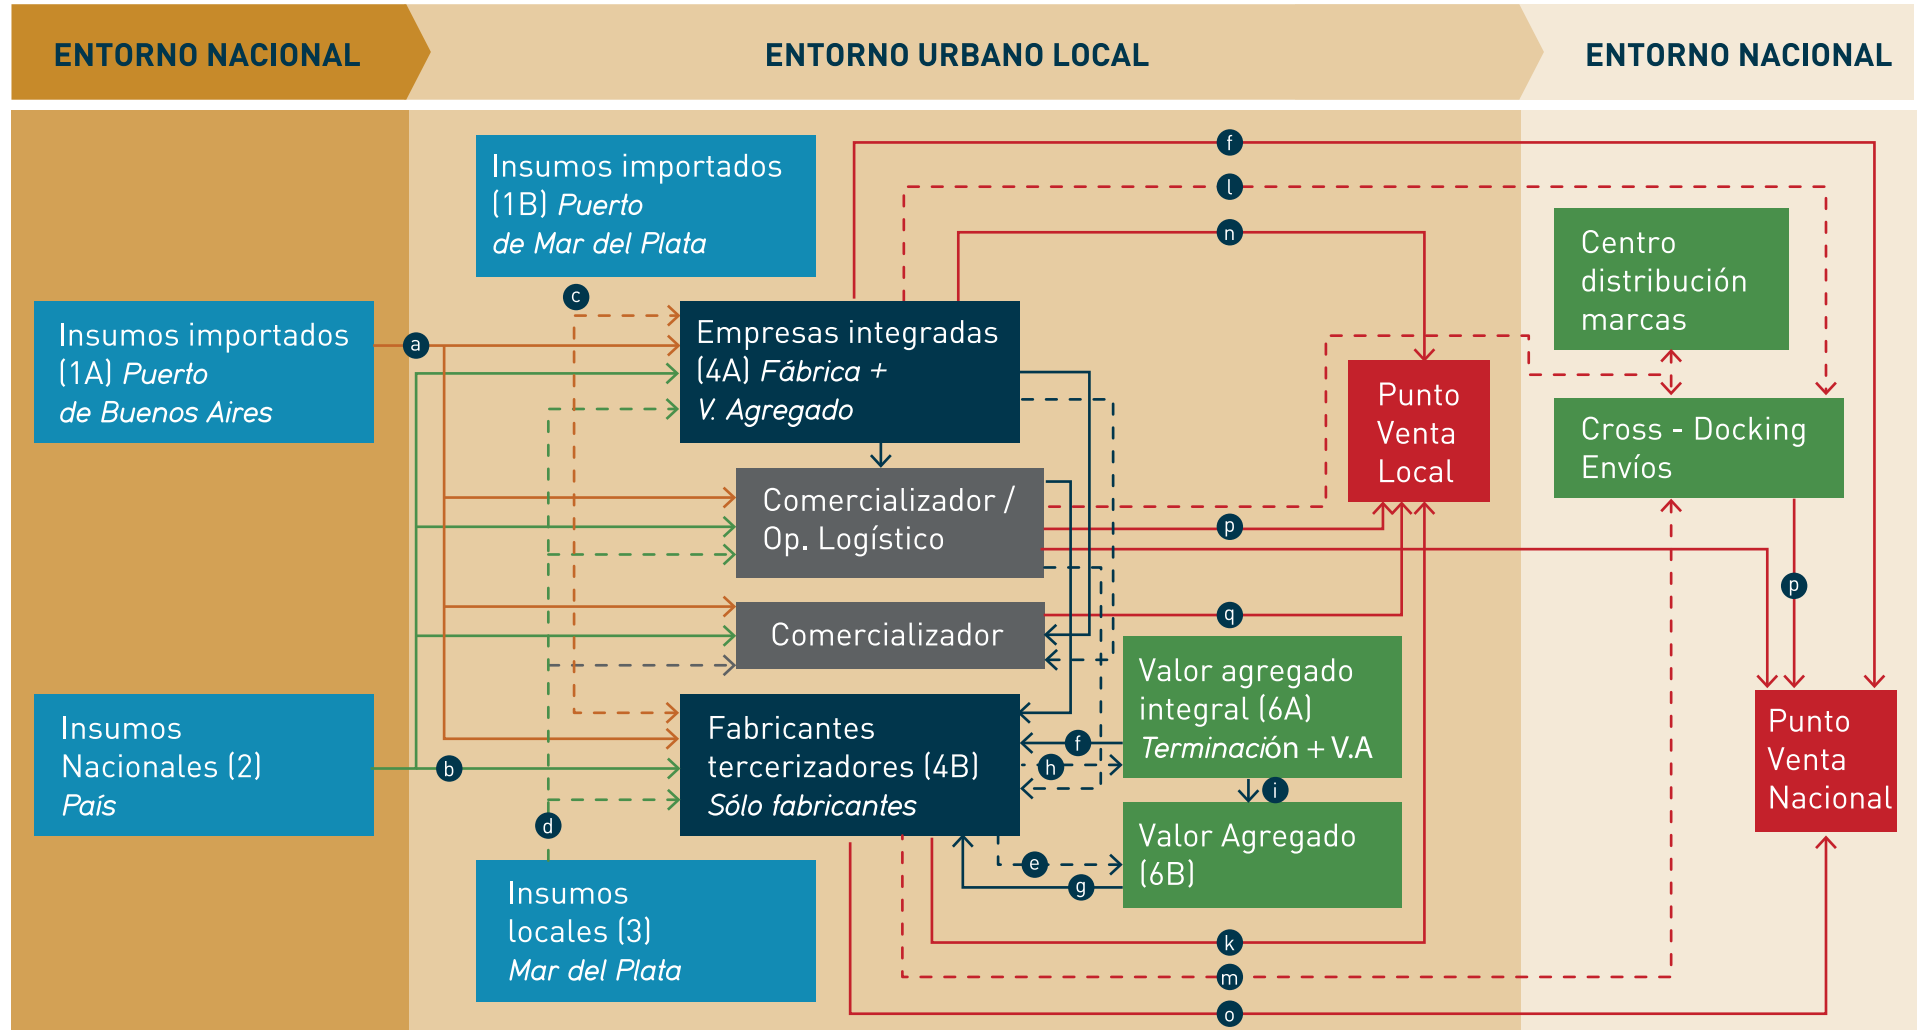 ENTORNO NACIONAL
ENTORNO URBANO LOCAL
ENTORNO NACIONAL
Insumos importados
(1B) Puerto
de Mar del Plata
Insumos importados
(1A) Puerto
de Buenos Aires
Insumos
Nacionales (2)
País
Insumos
locales (3)
Mar del Plata
Empresas integradas
(4A) Fábrica +
V. Agregado
Comercializador /
Op. Logístico
Comercializador
Fabricantes
tercerizadores (4B)
Sólo fabricantes
Valor agregado
integral (6A)
Terminación + V.A
Valor Agregado
(6B)
Punto
Venta
Local
Centro
distribución
marcas
Cross - Docking
Envíos
Punto
Venta
Nacional
f
l
n
c
a
p
p
q
b
f
h
i
d
e
g
k
m
o